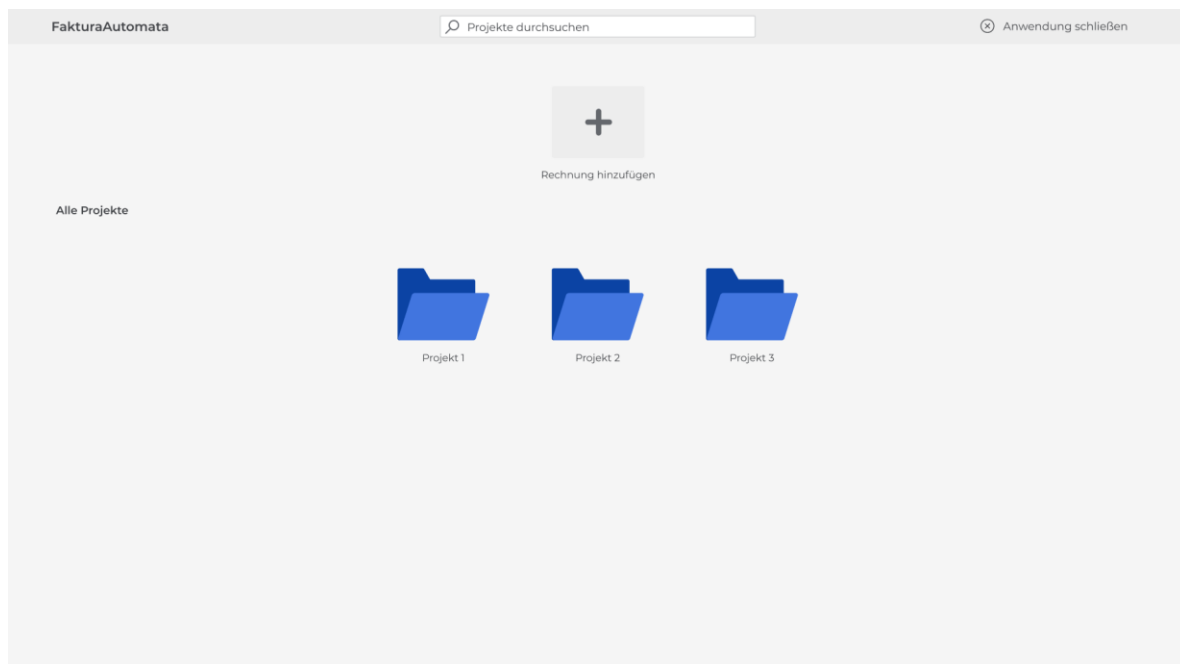 FakturaAutomata
Projekte durchsuchen
Anwendung schließen
Rechnung hinzufügen
Alle Projekte
Projekt 1
Projekt 2
Projekt 3